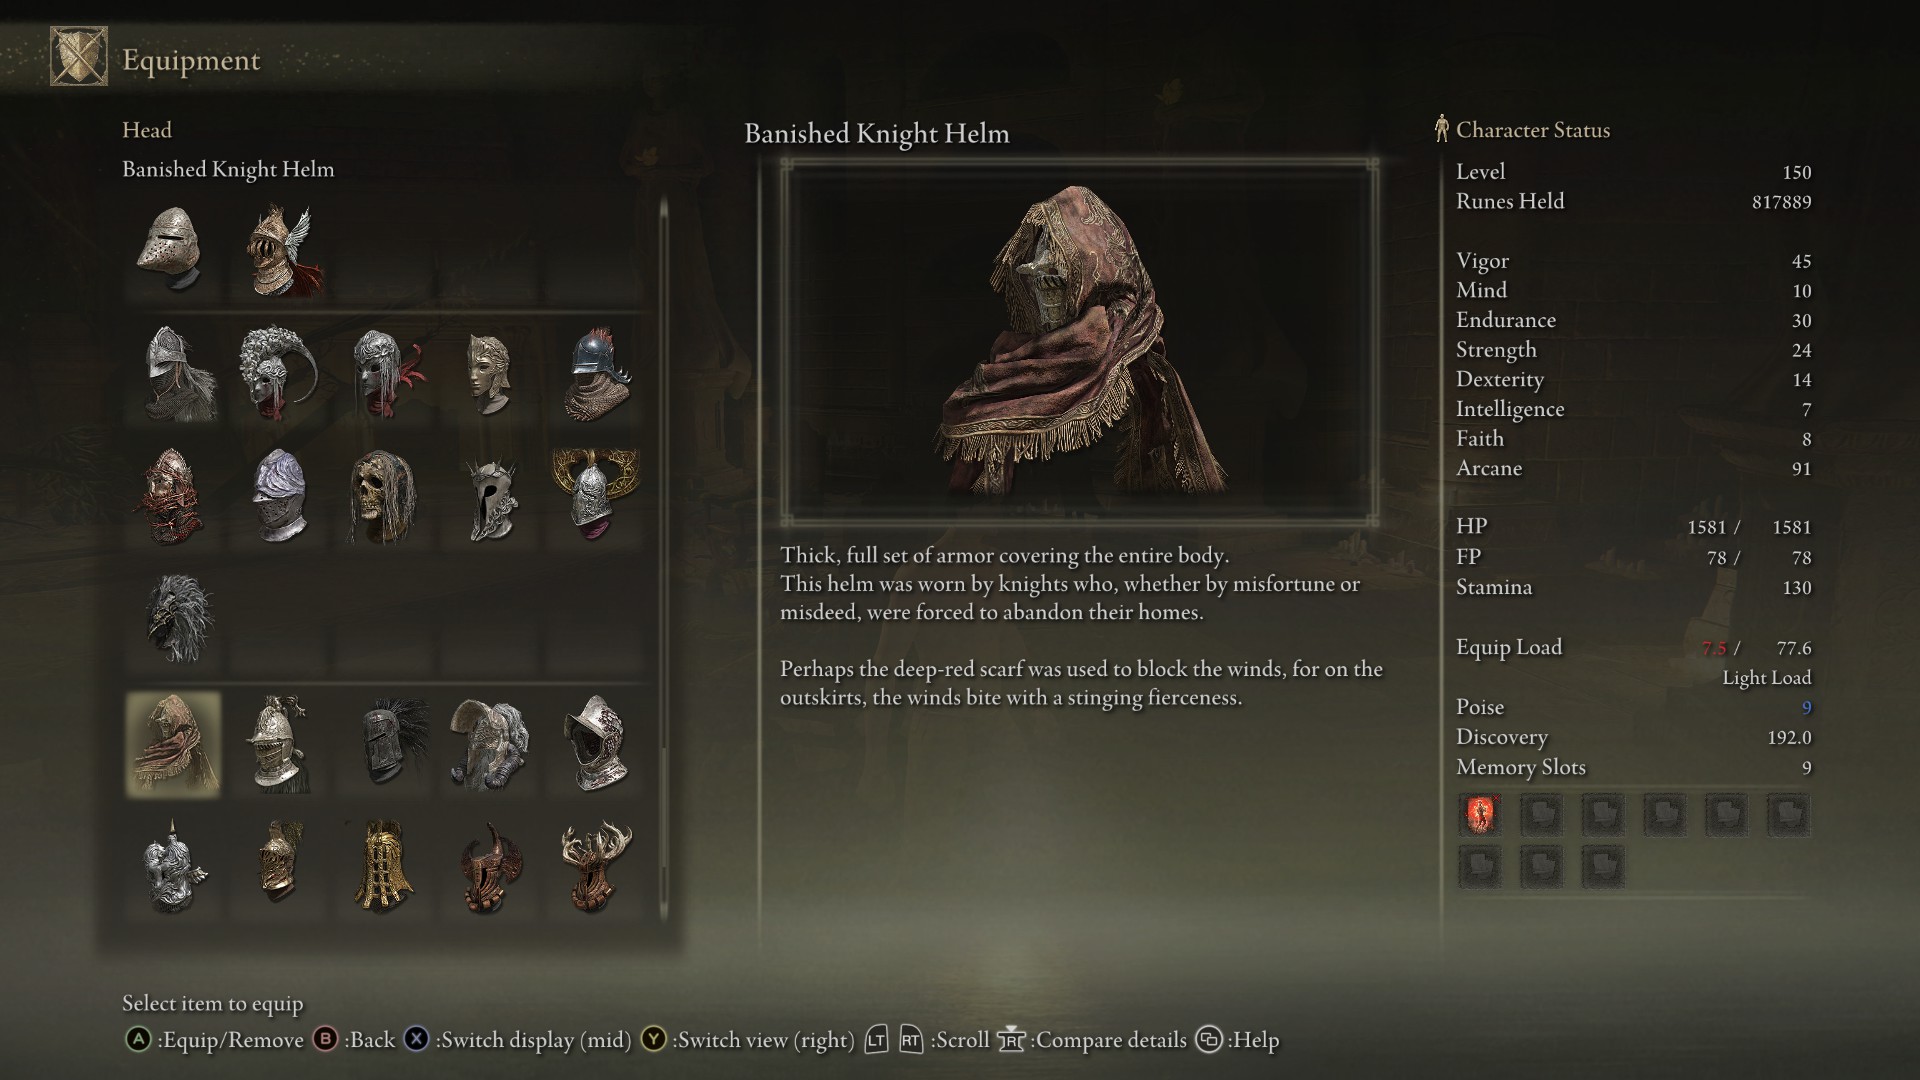 Equipment
Head
Banished Knight Helm
Banished Knight Helm
Thick, full set of armor covering the entire body.
This helm was worn by knights who, whether by misfortune or
misdeed, were forced to abandon their homes.
Perhaps the deep-red scarf was used to block the winds, for on the
outskirts, the winds bite with a stinging fierceness.
Character Status
Level 150
Runes Held 817889
Vigor 45
Mind 10
Endurance 30
Strength 24
Dexterity 14
Intelligence 7
Faith 8
Arcane 91
HP 1581 / 1581
FP 78 / 78
Stamina 130
Equip Load 7.5 / 77.6
Light Load
Poise 9
Discovery 192.0
Memory Slots 9
Select item to equip
A :Equip/Remove B :Back X :Switch display (mid) Y :Switch view (right) LT RT :Scroll R :Compare details :Help